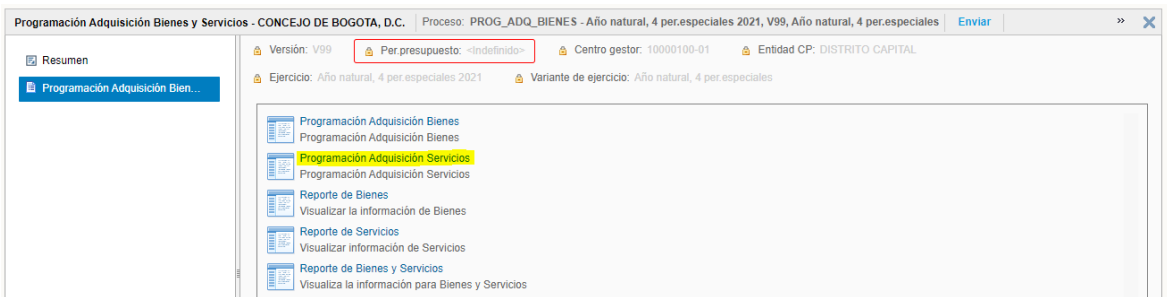 Programación Adquisición Bienes y Servicios - CONCEJO DE BOGOTA, D.C. Proceso: PROG_ADQ_BIENES - Año natural, 4 per.especiales 2021, V99, Año natural, 4 per.especiales Enviar »
Resumen
Programación Adquisición Bien...
Versión: V99 Per.presupuesto: <Indefinido> Centro gestor: 10000100-01 Entidad CP: DISTRITO CAPITAL
Ejercicio: Año natural, 4 per.especiales 2021 Variante de ejercicio: Año natural, 4 per.especiales
Programación Adquisición Bienes
Programación Adquisición Bienes
Programación Adquisición Servicios
Programación Adquisición Servicios
Reporte de Bienes
Visualizar la información de Bienes
Reporte de Servicios
Visualizar información de Servicios
Reporte de Bienes y Servicios
Visualiza la información para Bienes y Servicios